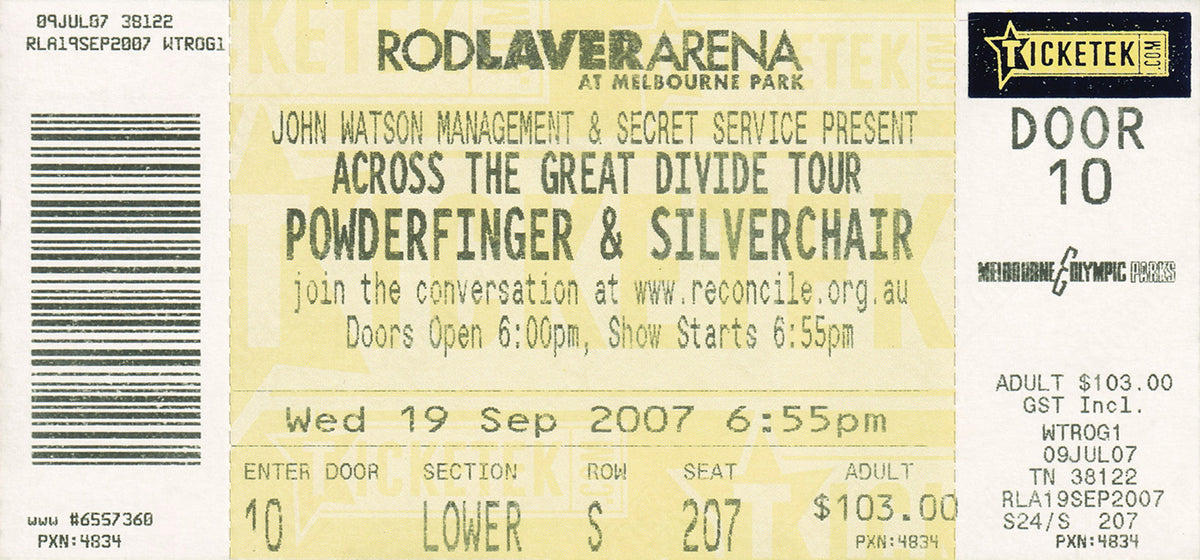 09JUL07 38122
RLA19SEP2007 WTROG1
www #6557360
PXN:4834
RODLAVERARENA
AT MELBOURNE PARK
JOHN WATSON MANAGEMENT & SECRET SERVICE PRESENT
ACROSS THE GREAT DIVIDE TOUR
POWDERFINGER & SILVERCHAIR
join the conversation at www.reconcile.org.au
Doors Open 6:00pm, Show Starts 6:55pm
Wed 19 Sep 2007 6:55pm
ENTER DOOR SECTION ROW SEAT ADULT
10 LOWER S 207 $103.00
PXN:4834
TICKETEK.COM
DOOR
10
MELBOURNE & OLYMPIC PARKS
ADULT $103.00
GST Incl.
WTROG1
09JUL07
TN 38122
RLA19SEP2007
S24/S 207
PXN:4834